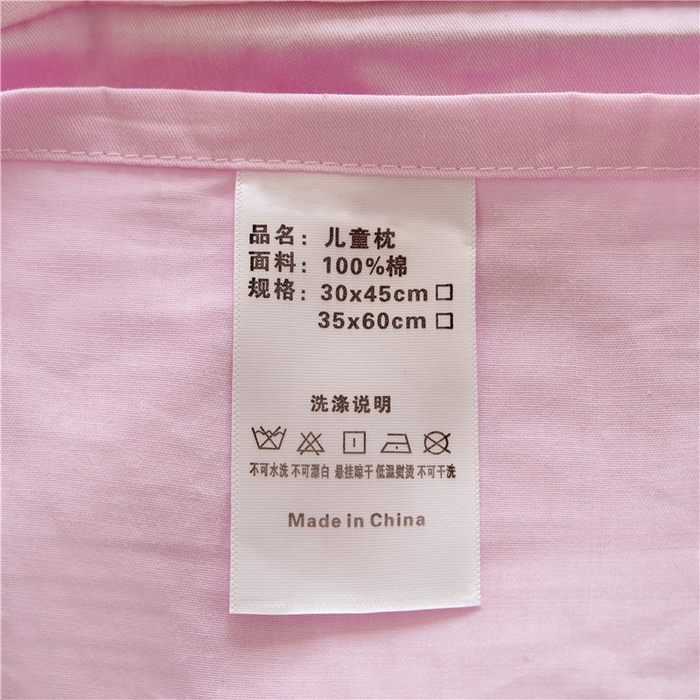 品名：儿童枕
面料：100%棉
规格：30x45cm□
35x60cm□
洗涤说明
不可水洗 不可漂白 悬挂晾干 低温熨烫 不可干洗
Made in China